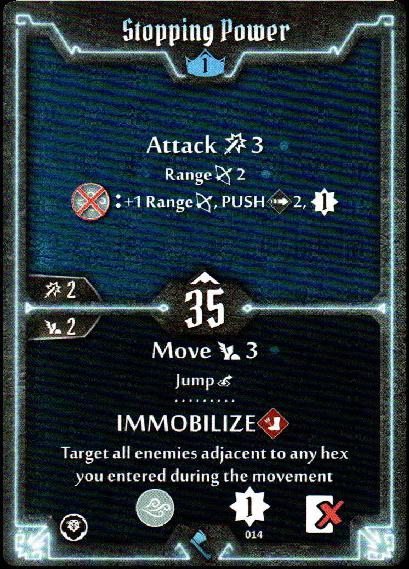 Stopping Power
1
Attack 3
Range 2
: +1 Range, PUSH 2, 1
2
35
2
Move 3
Jump
IMMOBILIZE
Target all enemies adjacent to any hex
you entered during the movement
1
014